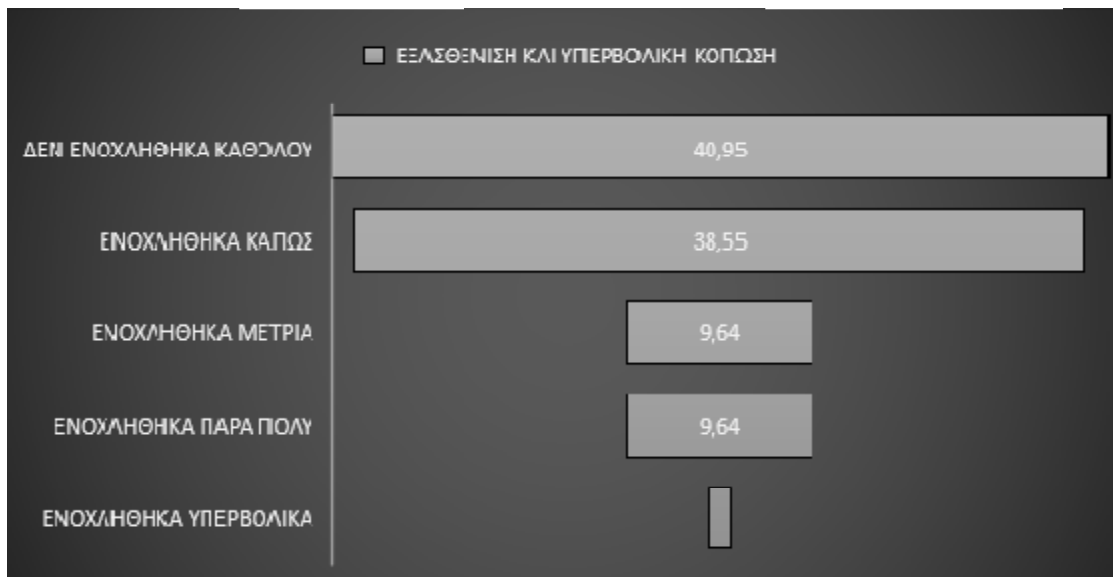 ΕΞΑΣΘΕΝΙΣΗ ΚΑΙ ΥΠΕΡΒΟΛΙΚΗ ΚΟΠΩΣΗ
ΔΕΝ ΕΝΟΧΛΗΘΗΚΑ ΚΑΘΟΛΟΥ
40,95
ΕΝΟΧΛΗΘΗΚΑ ΚΑΠΩΣ
38,55
ΕΝΟΧΛΗΘΗΚΑ ΜΕΤΡΙΑ
9,64
ΕΝΟΧΛΗΘΗΚΑ ΠΑΡΑ ΠΟΛΥ
9,64
ΕΝΟΧΛΗΘΗΚΑ ΥΠΕΡΒΟΛΙΚΑ